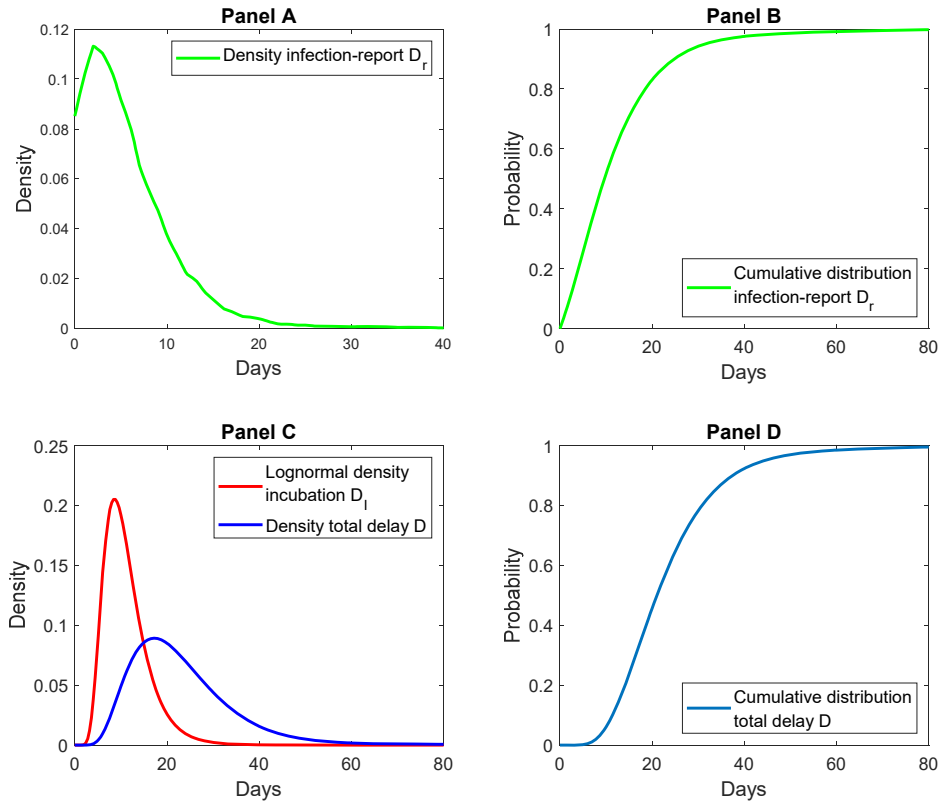 Panel A
0.12
0.1
0.08
0.06
0.04
0.02
0
Density
Density infection-report D_r
0 10 20 30 40
Days
Panel B
1
0.8
0.6
0.4
0.2
0
Probability
Cumulative distribution
infection-report D_r
0 20 40 60 80
Days
Panel C
0.25
0.2
0.15
0.1
0.05
0
Density
Lognormal density
incubation D_I
Density total delay D
0 20 40 60 80
Days
Panel D
1
0.8
0.6
0.4
0.2
0
Probability
Cumulative distribution
total delay D
0 20 40 60 80
Days